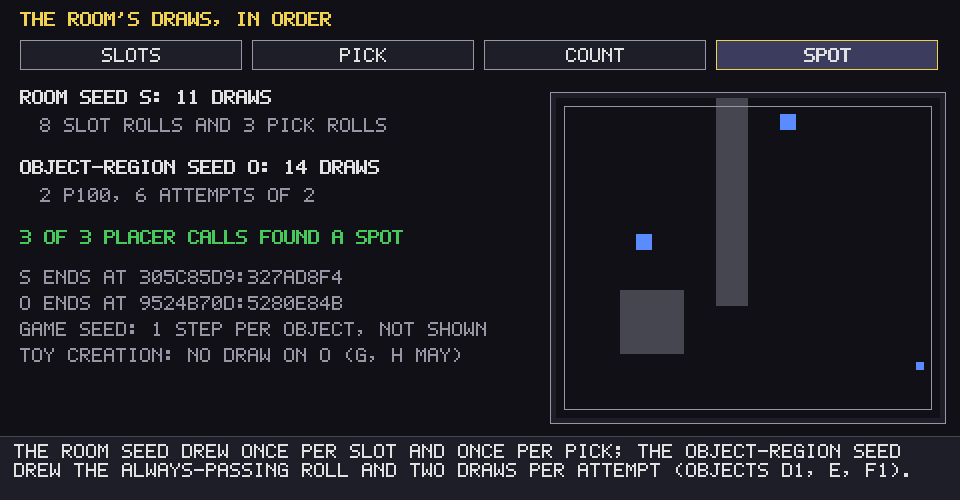 THE ROOM'S DRAWS, IN ORDER
SLOTS
PICK
COUNT
SPOT
ROOM SEED S: 11 DRAWS
8 SLOT ROLLS AND 3 PICK ROLLS
OBJECT-REGION SEED O: 14 DRAWS
2 P100, 6 ATTEMPTS OF 2
3 OF 3 PLACER CALLS FOUND A SPOT
S ENDS AT 305C85D9:327AD8F4
O ENDS AT 9524B70D:5280E84B
GAME SEED: 1 STEP PER OBJECT, NOT SHOWN
TOY CREATION: NO DRAW ON O (G, H MAY)
THE ROOM SEED DREW ONCE PER SLOT AND ONCE PER PICK; THE OBJECT-REGION SEED
DREW THE ALWAYS-PASSING ROLL AND TWO DRAWS PER ATTEMPT (OBJECTS D1, E, F1).